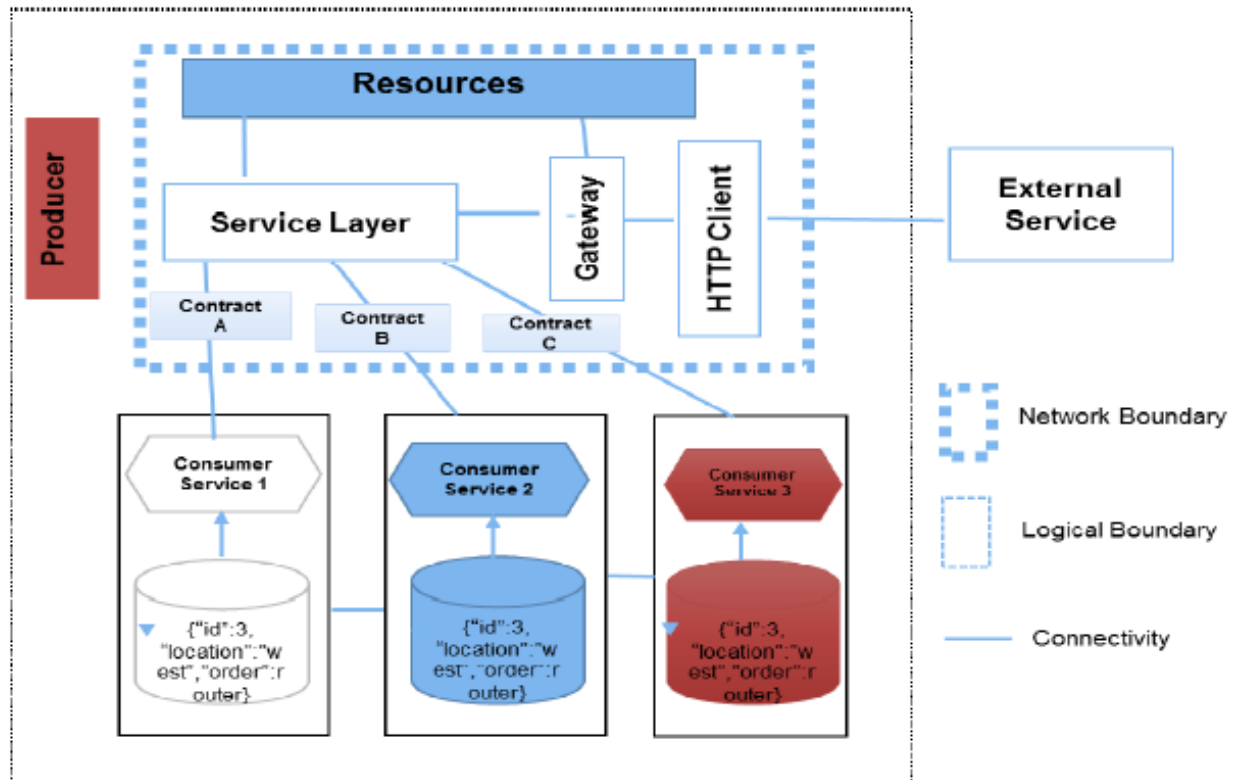 Resources
Producer
Service Layer
Gateway
HTTP Client
External
Service
Contract
A
Contract
B
Contract
C
Network Boundary
Logical Boundary
Connectivity
Consumer
Service 1
Consumer
Service 2
Consumer
Service 3
{"id":3,
"location":"w
est","order":r
outer}
{"id":3,
"location":"w
est","order":r
outer}
{"id":3,
"location":"w
est","order":r
outer}